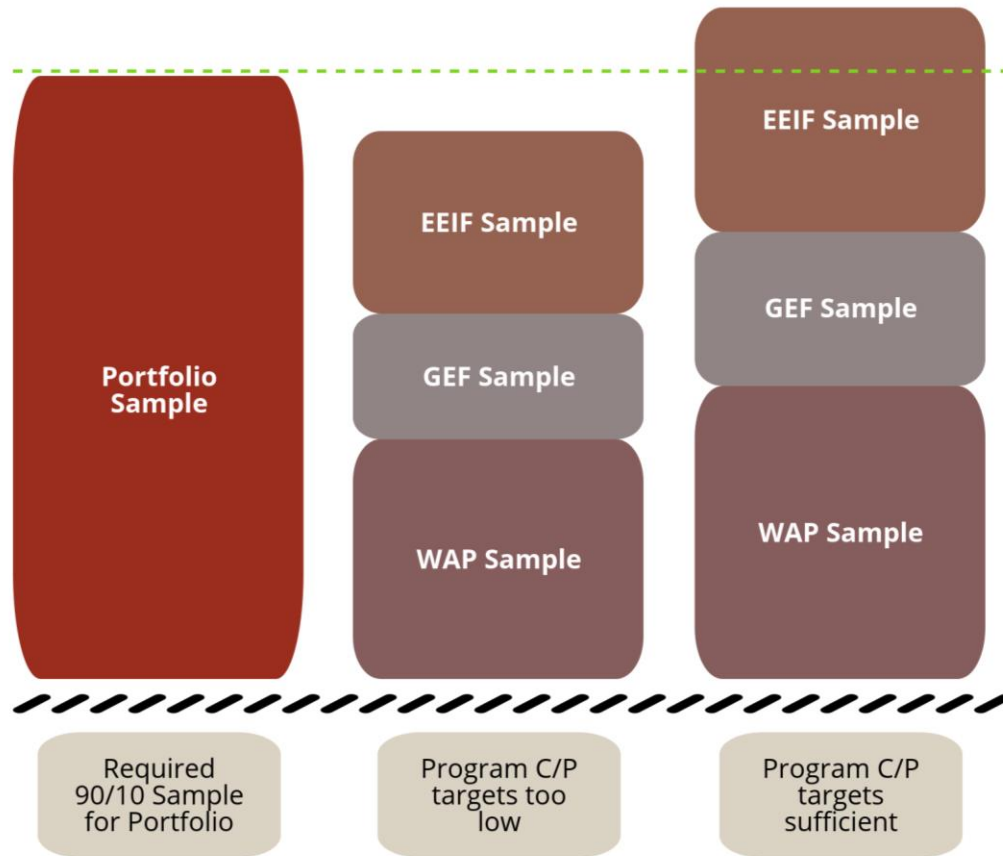 Portfolio
Sample
EEIF Sample
GEF Sample
WAP Sample
EEIF Sample
GEF Sample
WAP Sample
Required
90/10 Sample
for Portfolio
Program C/P
targets too
low
Program C/P
targets
sufficient